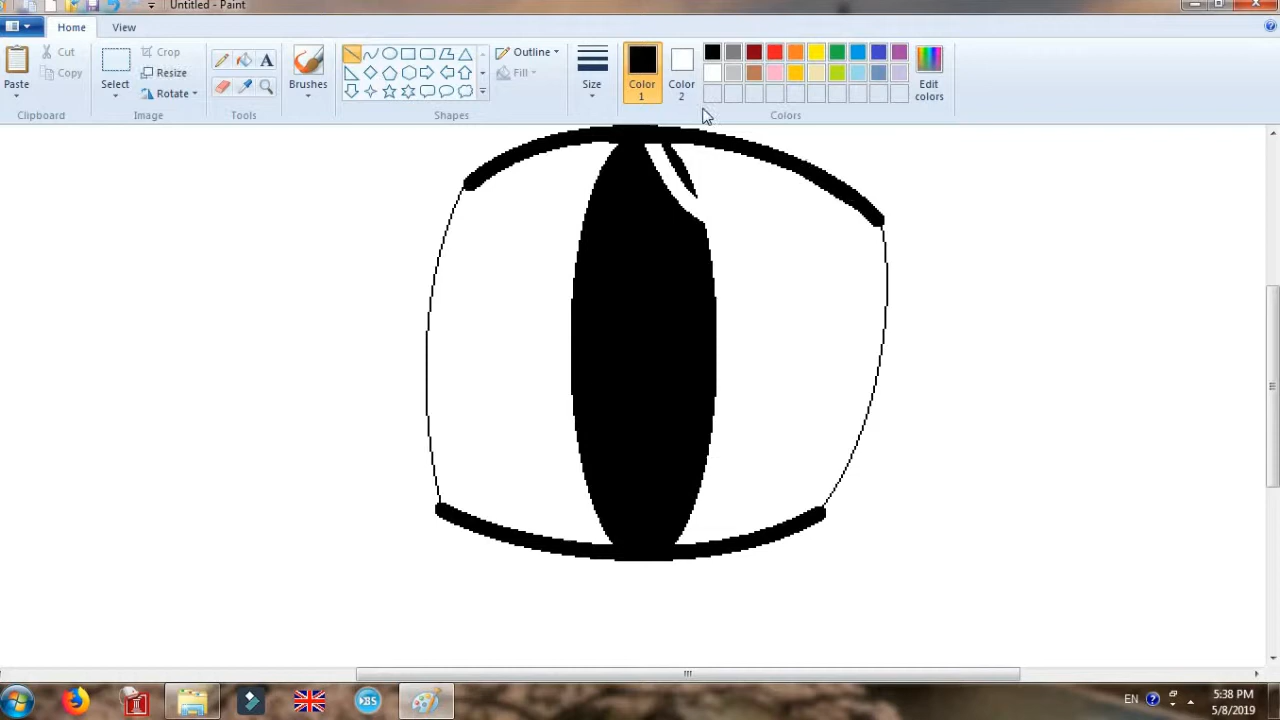 Untitled - Paint
Home View
Paste
Cut
Copy
Select
Crop
Resize
Rotate
A
Brushes
Outline
Fill
Size
Color 1
Color 2
Edit colors
Clipboard Image Tools Shapes Colors
BS
EN
5:38 PM
5/8/2019